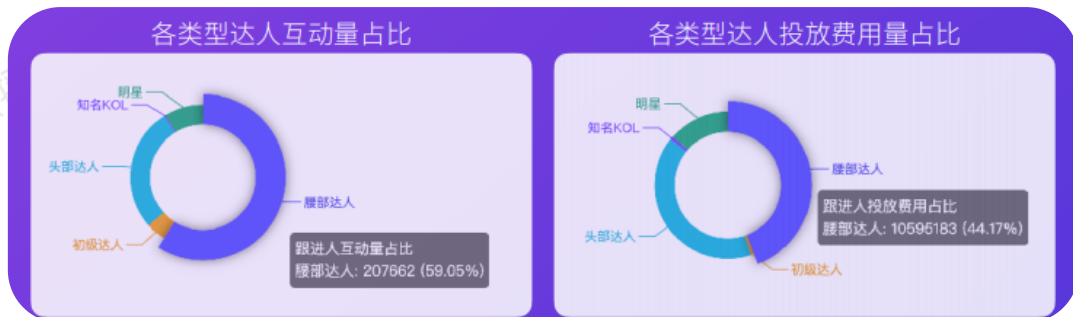 各类型达人互动量占比
明星
知名KOL
头部达人
腰部达人
初级达人
跟进人互动量占比
腰部达人: 207662 (59.05%)
各类型达人投放费用量占比
明星
知名KOL
腰部达人
跟进人投放费用占比
腰部达人: 10595183 (44.17%)
头部达人
初级达人